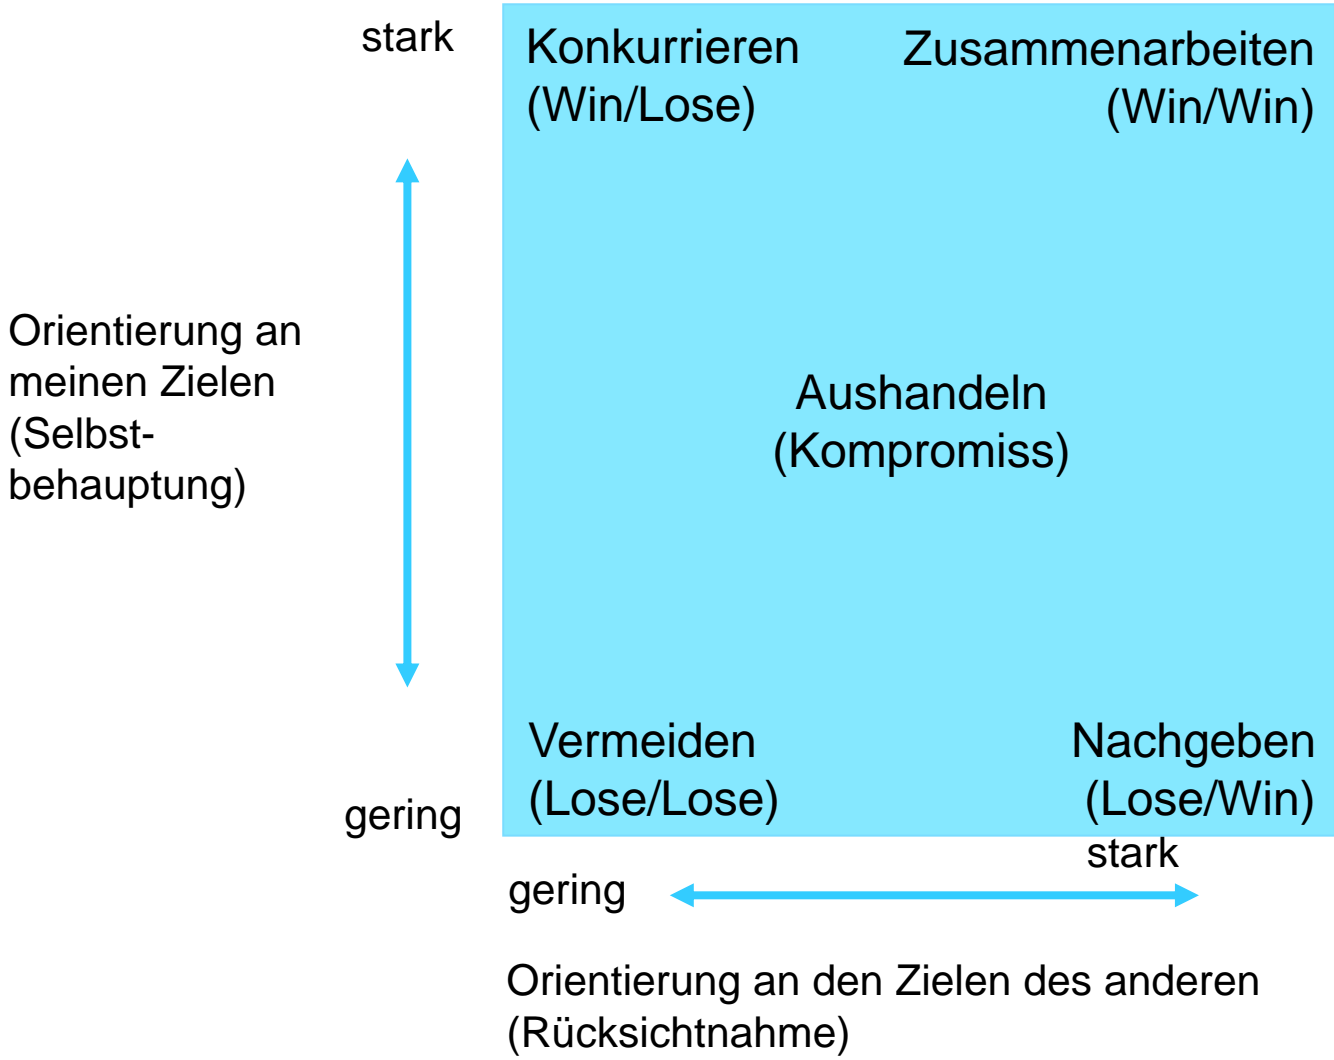 stark
Konkurrieren
(Win/Lose)
Zusammenarbeiten
(Win/Win)
Orientierung an
meinen Zielen
(Selbst-
behauptung)
Aushandeln
(Kompromiss)
gering
Vermeiden
(Lose/Lose)
Nachgeben
(Lose/Win)
stark
gering
Orientierung an den Zielen des anderen
(Rücksichtnahme)